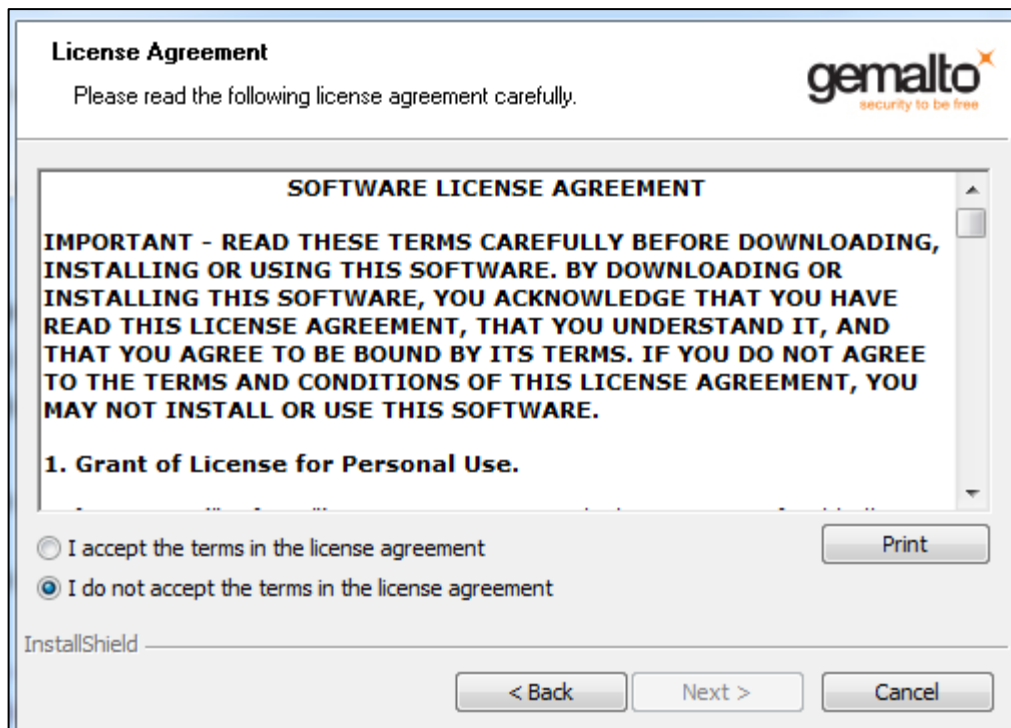 License Agreement
Please read the following license agreement carefully.
gemalto
security to be free
SOFTWARE LICENSE AGREEMENT
IMPORTANT - READ THESE TERMS CAREFULLY BEFORE DOWNLOADING,
INSTALLING OR USING THIS SOFTWARE. BY DOWNLOADING OR
INSTALLING THIS SOFTWARE, YOU ACKNOWLEDGE THAT YOU HAVE
READ THIS LICENSE AGREEMENT, THAT YOU UNDERSTAND IT, AND
THAT YOU AGREE TO BE BOUND BY ITS TERMS. IF YOU DO NOT AGREE
TO THE TERMS AND CONDITIONS OF THIS LICENSE AGREEMENT, YOU
MAY NOT INSTALL OR USE THIS SOFTWARE.
1. Grant of License for Personal Use.
I accept the terms in the license agreement
Print
I do not accept the terms in the license agreement
InstallShield
< Back
Next >
Cancel